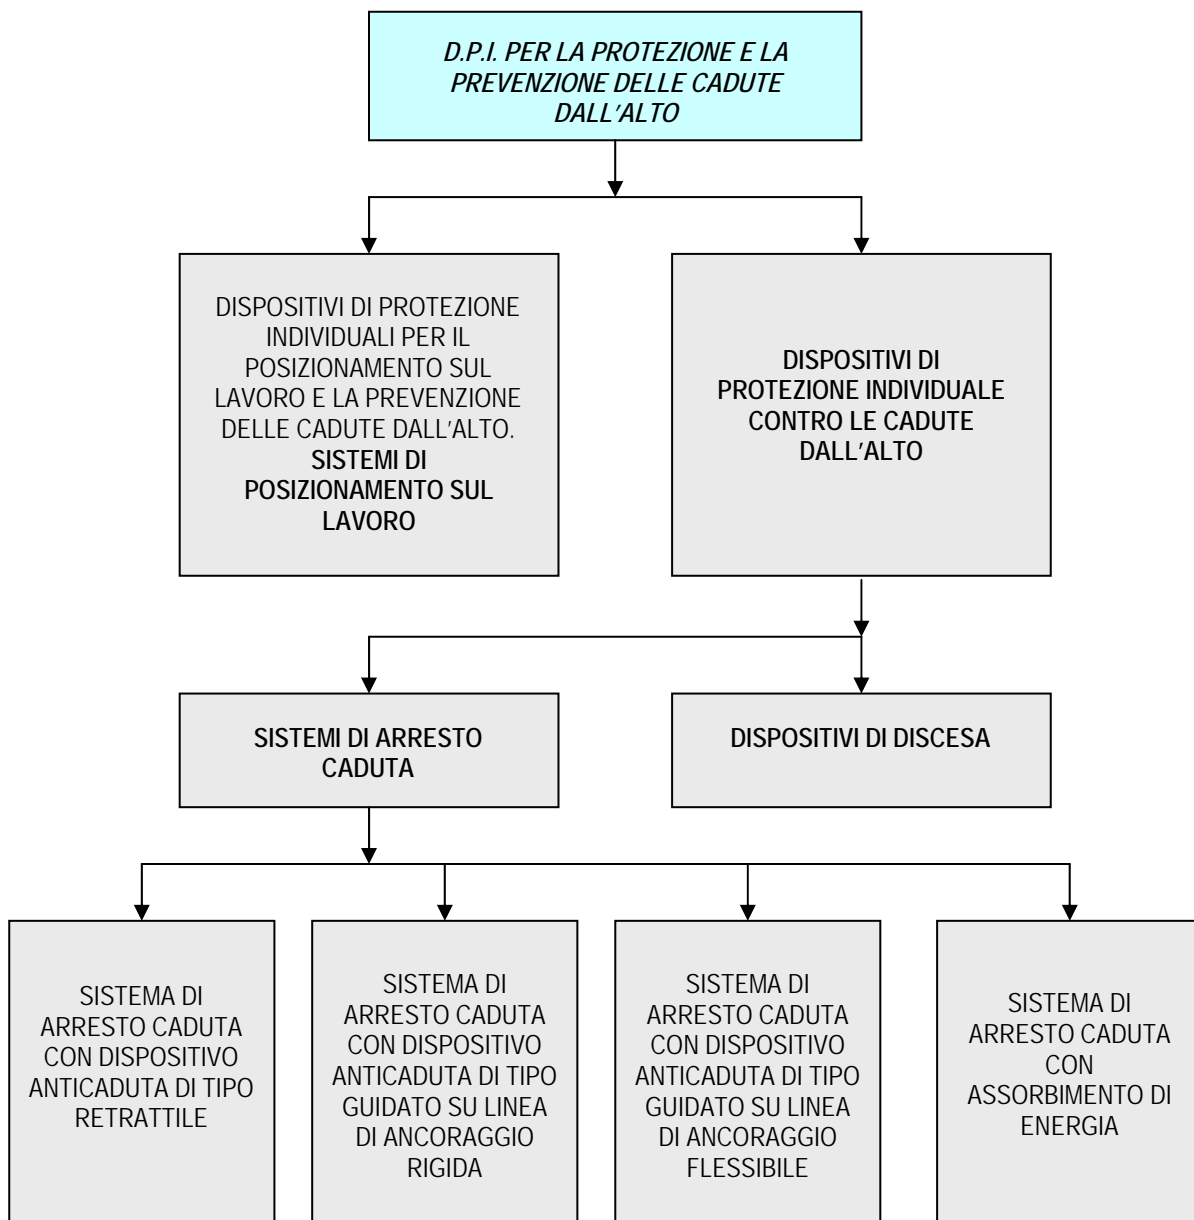 D.P.I. PER LA PROTEZIONE E LA
PREVENZIONE DELLE CADUTE
DALL'ALTO
DISPOSITIVI DI PROTEZIONE
INDIVIDUALI PER IL
POSIZIONAMENTO SUL
LAVORO E LA PREVENZIONE
DELLE CADUTE DALL'ALTO.
SISTEMI DI
POSIZIONAMENTO SUL
LAVORO
DISPOSITIVI DI
PROTEZIONE INDIVIDUALE
CONTRO LE CADUTE
DALL'ALTO
SISTEMI DI ARRESTO
CADUTA
DISPOSITIVI DI DISCESA
SISTEMA DI
ARRESTO CADUTA
CON DISPOSITIVO
ANTICADUTA DI TIPO
RETRATTILE
SISTEMA DI
ARRESTO CADUTA
CON DISPOSITIVO
ANTICADUTA DI TIPO
GUIDATO SU LINEA
DI ANCORAGGIO
RIGIDA
SISTEMA DI
ARRESTO CADUTA
CON DISPOSITIVO
ANTICADUTA DI TIPO
GUIDATO SU LINEA
DI ANCORAGGIO
FLESSIBILE
SISTEMA DI
ARRESTO CADUTA
CON
ASSORBIMENTO DI
ENERGIA